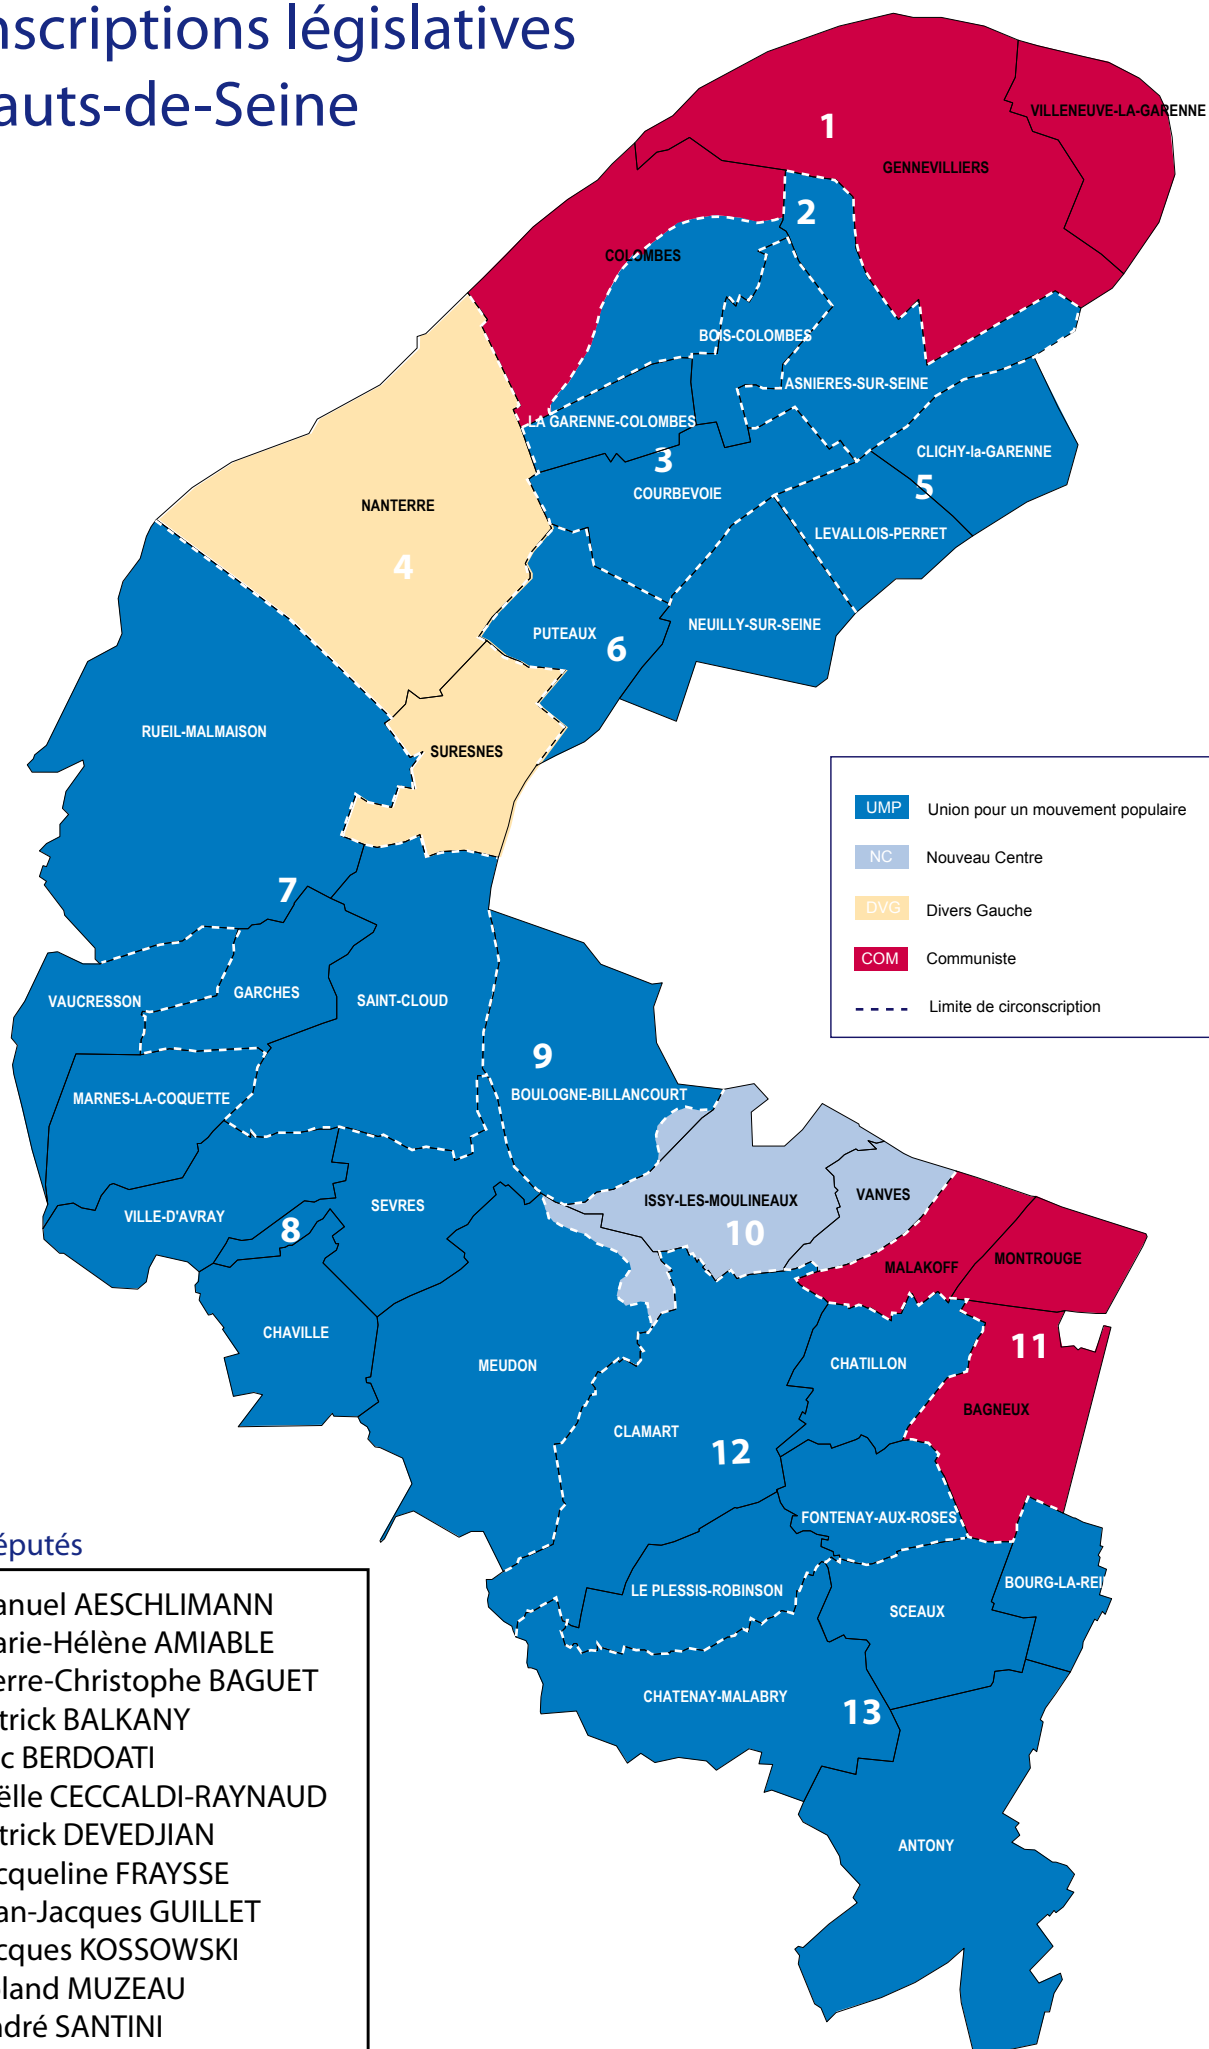 nscriptions législatives
auts-de-Seine
VILLENEUVE-LA-GARENNE
1
GENNEVILLIERS
2
COLOMBES
BOIS-COLOMBES
ASNIERES-SUR-SEINE
LA GARENNE-COLOMBES
CLICHY-la-GARENNE
3
5
COURBEVOIE
NANTERRE
LEVALLOIS-PERRET
4
NEUILLY-SUR-SEINE
PUTEAUX
6
RUEIL-MALMAISON
SURESNES
UMP Union pour un mouvement populaire
NC Nouveau Centre
DVG Divers Gauche
COM Communiste
Limite de circonscription
7
GARCHES
VAUCRESSON
SAINT-CLOUD
9
BOULOGNE-BILLANCOURT
MARNES-LA-COQUETTE
VANVES
ISSY-LES-MOULINEAUX
SEVRES
VILLE-D'AVRAY
8
10
MONTROUGE
MALAKOFF
CHAVILLE
11
MEUDON
CHATILLON
BAGNEUX
CLAMART
12
FONTENAY-AUX-ROSES
BOURG-LA-REI
LE PLESSIS-ROBINSON
SCEAUX
CHATENAY-MALABRY
13
ANTONY
éputés
anuel AESCHLIMANN
arie-Hélène AMIABLE
erre-Christophe BAGUET
trick BALKANY
ic BERDOATI
ëlle CECCALDI-RAYNAUD
trick DEVEDJIAN
cqueline FRAYSSE
an-Jacques GUILLET
cques KOSSOWSKI
land MUZEAU
ndré SANTINI